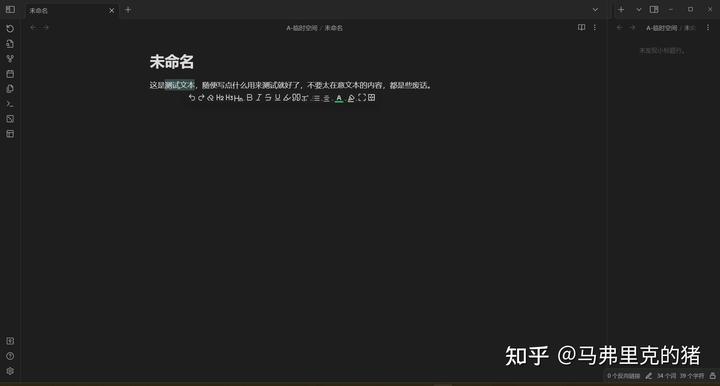 未命名
A-临时空间 / 未命名
A-临时空间 / 未
未发现小标题行。
未命名
这是测试文本，随便写点什么用来测试就好了，不要太在意文本的内容，都是些废话。
H2 H3 Hn B I S U
A
知乎 @马弗里克的猪
0 个反向链接 34 个词 39 个字符